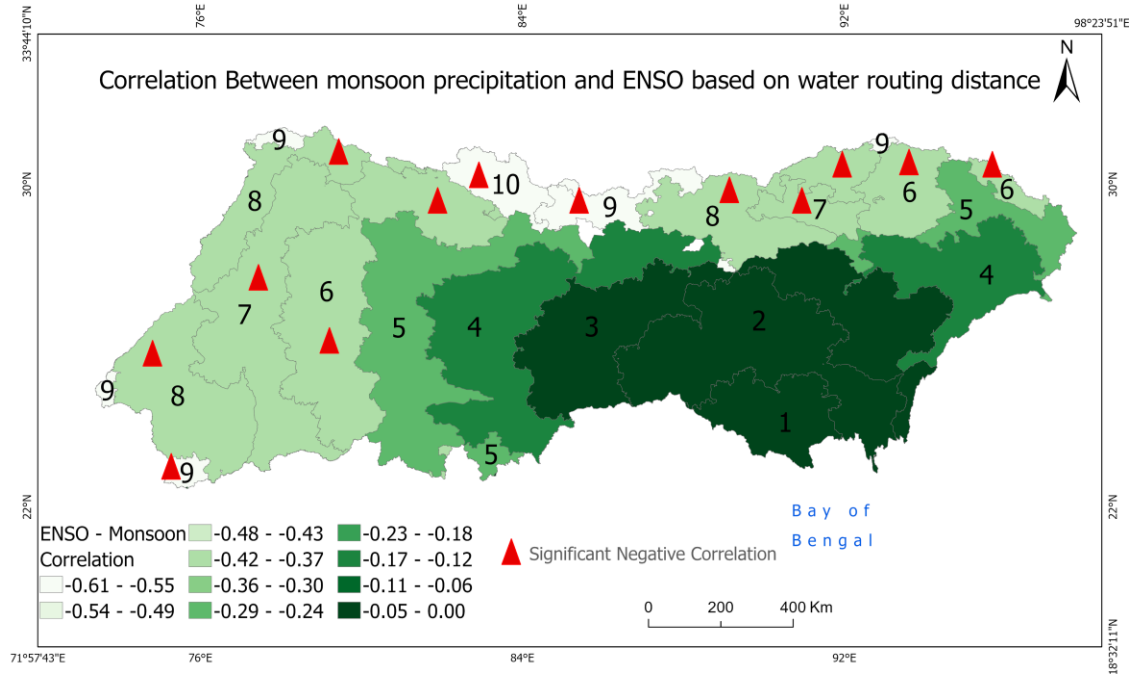 76°E 84°E 92°E 98°23'51"E
33°44'10"N
N
Correlation Between monsoon precipitation and ENSO based on water routing distance
9 9
30°N 10 6 6 30°N
8 9 8 7 5
4
6
7 5 4 3 2
9 8
1
5
9
22°N 22°N
Bay of
Bengal
ENSO - Monsoon
Correlation
-0.61 - -0.55
-0.54 - -0.49
-0.48 - -0.43
-0.42 - -0.37
-0.36 - -0.30
-0.29 - -0.24
-0.23 - -0.18
-0.17 - -0.12
-0.11 - -0.06
-0.05 - 0.00
Significant Negative Correlation
0 200 400 Km
18°32'11"N
71°57'43"E 76°E 84°E 92°E